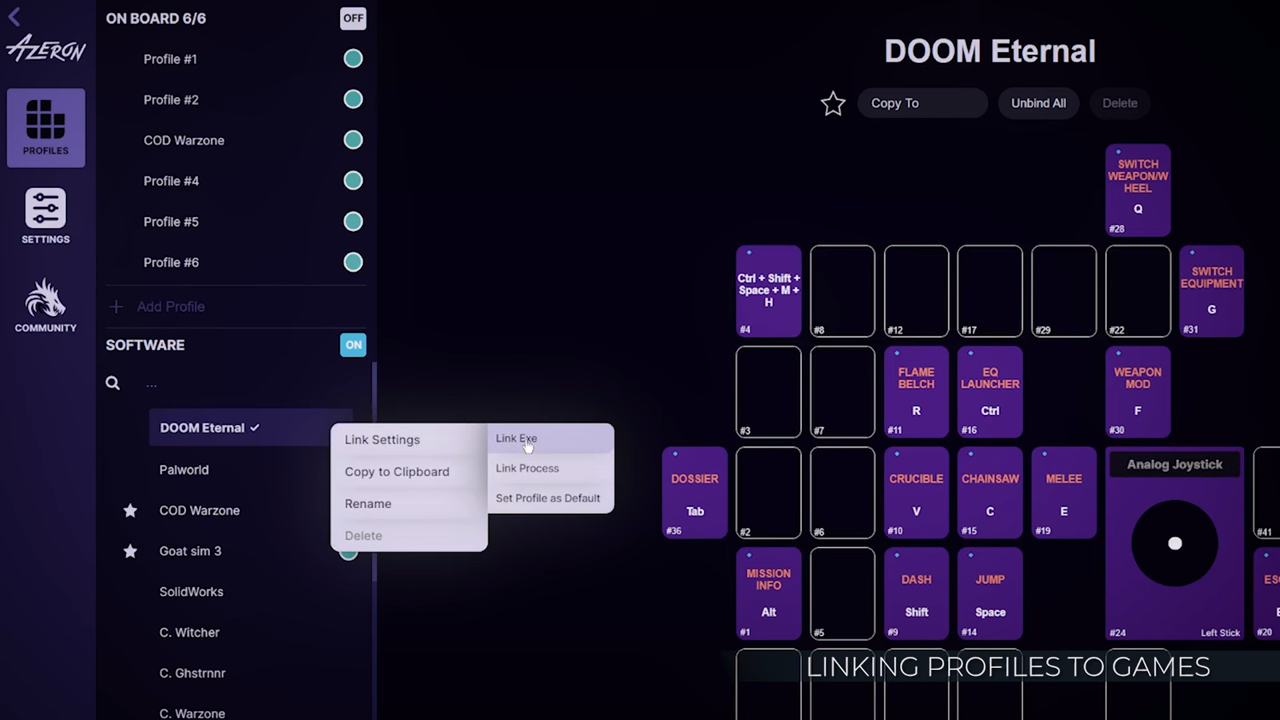 AZERON
PROFILES
SETTINGS
COMMUNITY
ON BOARD 6/6
OFF
Profile #1
Profile #2
COD Warzone
Profile #4
Profile #5
Profile #6
+ Add Profile
SOFTWARE
ON
...
DOOM Eternal ✓
Palworld
COD Warzone
Goat sim 3
SolidWorks
C. Witcher
C. Ghstrnnr
C. Warzone
Link Settings
Copy to Clipboard
Rename
Delete
Link Exe
Link Process
Set Profile as Default
DOOM Eternal
Copy To
Unbind All
Delete
SWITCH
WEAPON/W
HEEL
Q
#28
Ctrl + Shift +
Space + M +
H
#4
#8
#12
#17
#29
#22
SWITCH
EQUIPMENT
G
#31
#3
#7
FLAME
BELCH
R
#11
EQ
LAUNCHER
Ctrl
#16
WEAPON
MOD
F
#30
DOSSIER
Tab
#36
#2
#6
CRUCIBLE
V
#10
CHAINSAW
C
#15
MELEE
E
#19
Analog Joystick
#24
Left Stick
#41
MISSION
INFO
Alt
#1
#5
DASH
Shift
#9
JUMP
Space
#14
#20
LINKING PROFILES TO GAMES